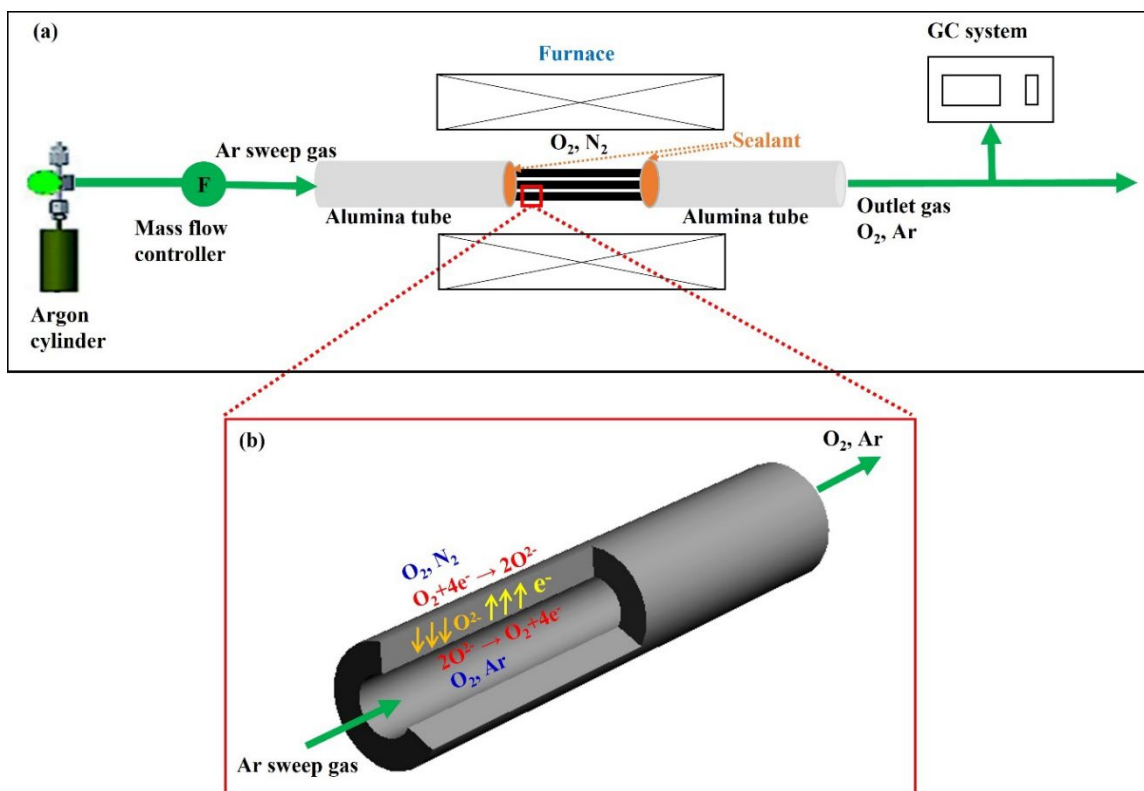 (a)
GC system
Furnace
O₂, N₂
Sealant
Ar sweep gas
F
Alumina tube
Alumina tube
Mass flow
controller
Outlet gas
O₂, Ar
Argon
cylinder
(b)
O₂, Ar
O₂, N₂
O₂+4e⁻ → 2O²⁻
O²⁻ e⁻
2O²⁻ → O₂+4e⁻
O₂, Ar
Ar sweep gas